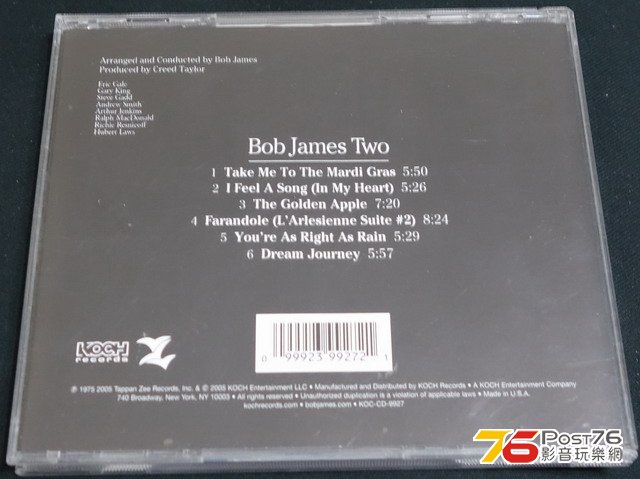 Arranged and Conducted by Bob James
Produced by Creed Taylor
Eric Gale
Gary King
Steve Gadd
Andrew Smith
Arthur Jenkins
Ralph MacDonald
Richie Resnicoff
Hubert Laws
Bob James Two
1 Take Me To The Mardi Gras 5:50
2 I Feel A Song (In My Heart) 5:26
3 The Golden Apple 7:20
4 Farandole (L'Arlesienne Suite #2) 8:24
5 You're As Right As Rain 5:29
6 Dream Journey 5:57
KOCH
records
0 99923 99272 1
℗ 1975 2005 Tappan Zee Records, Inc. & © 2005 KOCH Entertainment LLC • Manufactured and Distributed by KOCH Records • A KOCH Entertainment Company
740 Broadway, New York, NY 10003 • All rights reserved • Unauthorized duplication is a violation of applicable laws • Made in U.S.A.
kochrecords.com • bobjames.com • KOC-CD-9927
76 Post76
影音玩樂網